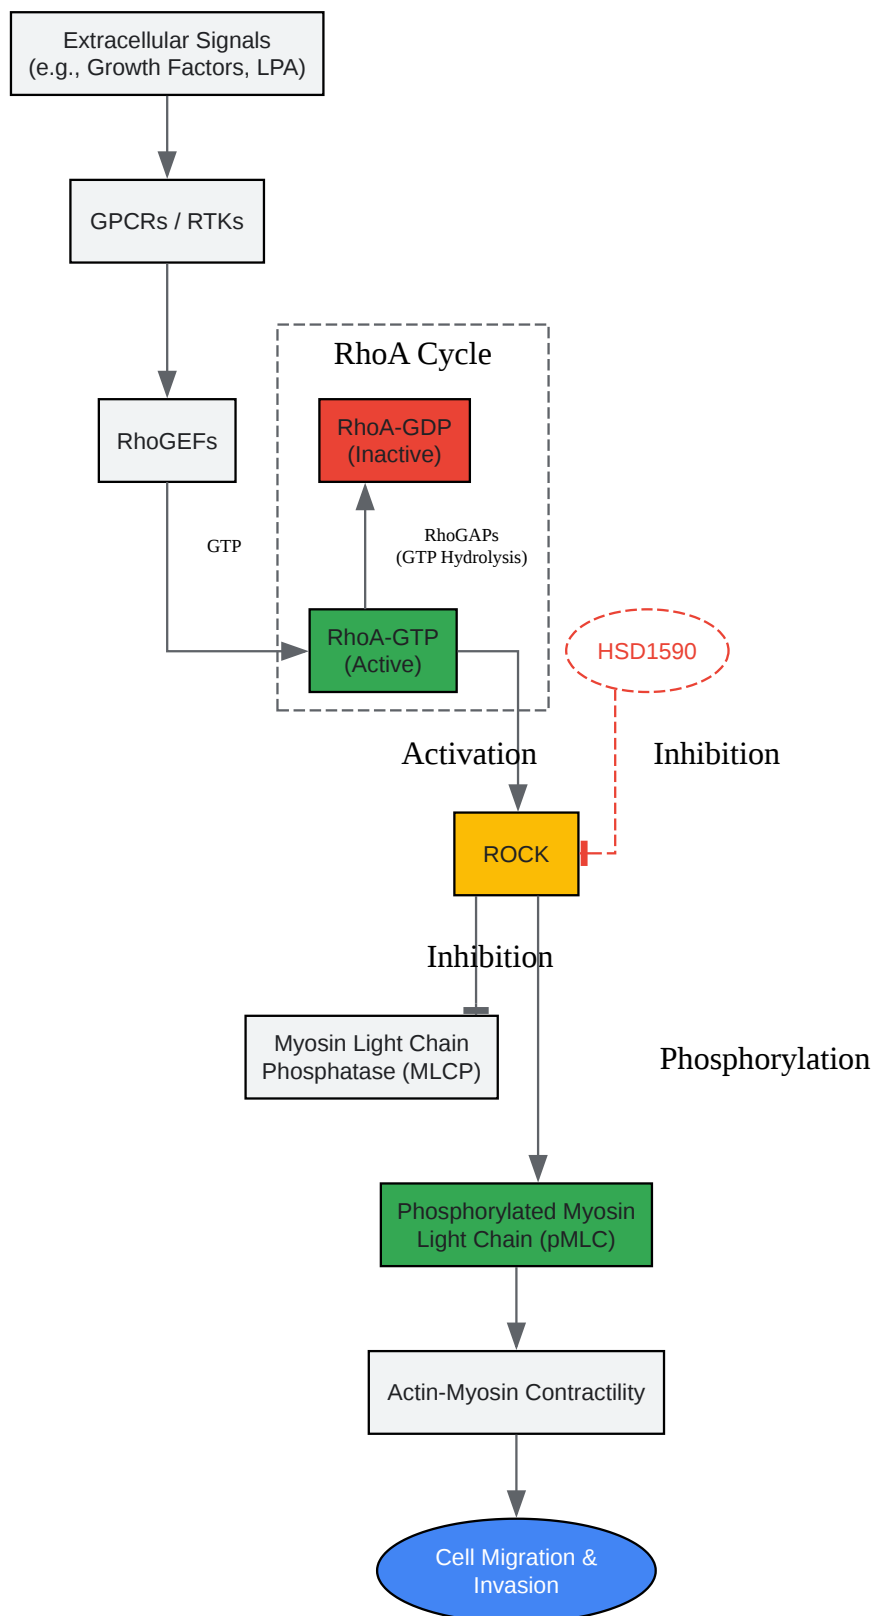 Extracellular Signals
(e.g., Growth Factors, LPA)
GPCRs / RTKs
RhoA Cycle
RhoGEFs
RhoA-GDP
(Inactive)
GTP
RhoGAPs
(GTP Hydrolysis)
RhoA-GTP
(Active)
HSD1590
Activation
Inhibition
ROCK
Inhibition
Myosin Light Chain
Phosphatase (MLCP)
Phosphorylation
Phosphorylated Myosin
Light Chain (pMLC)
Actin-Myosin Contractility
Cell Migration &
Invasion